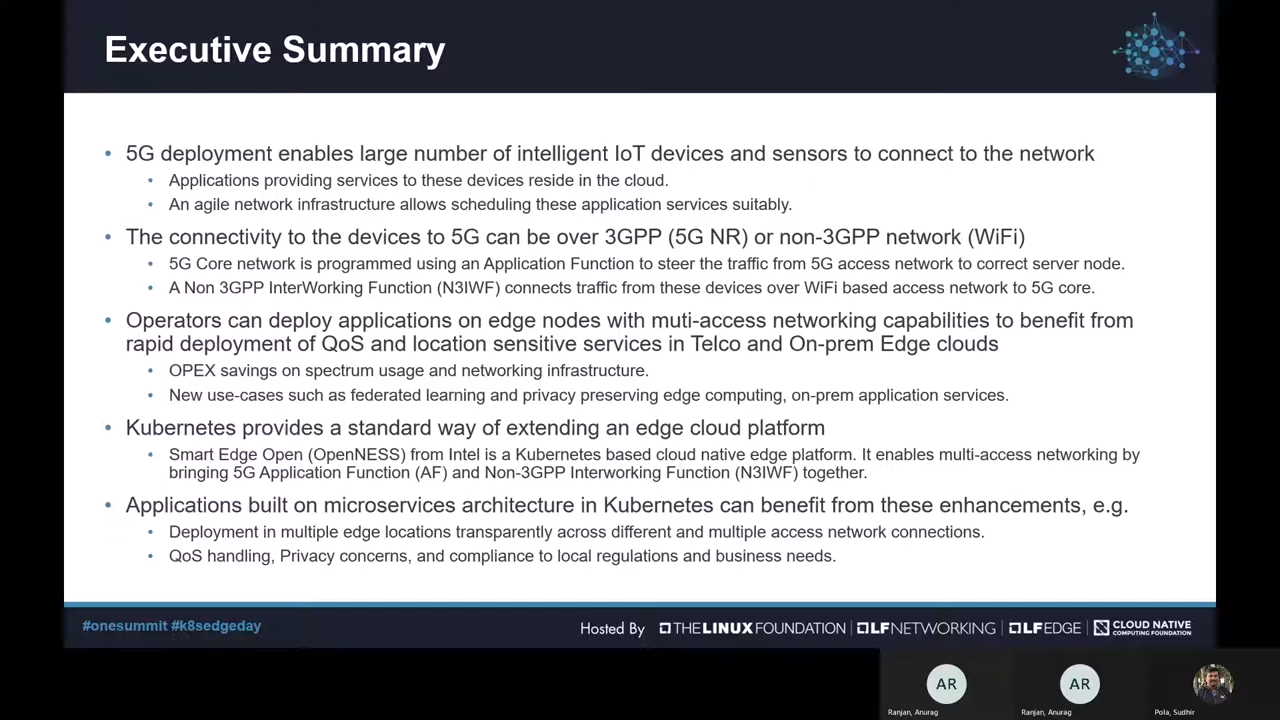 Executive Summary
• 5G deployment enables large number of intelligent IoT devices and sensors to connect to the network
• Applications providing services to these devices reside in the cloud.
• An agile network infrastructure allows scheduling these application services suitably.
• The connectivity to the devices to 5G can be over 3GPP (5G NR) or non-3GPP network (WiFi)
• 5G Core network is programmed using an Application Function to steer the traffic from 5G access network to correct server node.
• A Non 3GPP InterWorking Function (N3IWF) connects traffic from these devices over WiFi based access network to 5G core.
• Operators can deploy applications on edge nodes with muti-access networking capabilities to benefit from
rapid deployment of QoS and location sensitive services in Telco and On-prem Edge clouds
• OPEX savings on spectrum usage and networking infrastructure.
• New use-cases such as federated learning and privacy preserving edge computing, on-prem application services.
• Kubernetes provides a standard way of extending an edge cloud platform
• Smart Edge Open (OpenNESS) from Intel is a Kubernetes based cloud native edge platform. It enables multi-access networking by
bringing 5G Application Function (AF) and Non-3GPP Interworking Function (N3IWF) together.
• Applications built on microservices architecture in Kubernetes can benefit from these enhancements, e.g.
• Deployment in multiple edge locations transparently across different and multiple access network connections.
• QoS handling, Privacy concerns, and compliance to local regulations and business needs.
#onesummit #k8sedgeday
Hosted By THE LINUX FOUNDATION | LF NETWORKING | LF EDGE | CLOUD NATIVE
COMPUTING FOUNDATION
AR AR
Ranjan, Anurag Ranjan, Anurag Pola, Sudhir